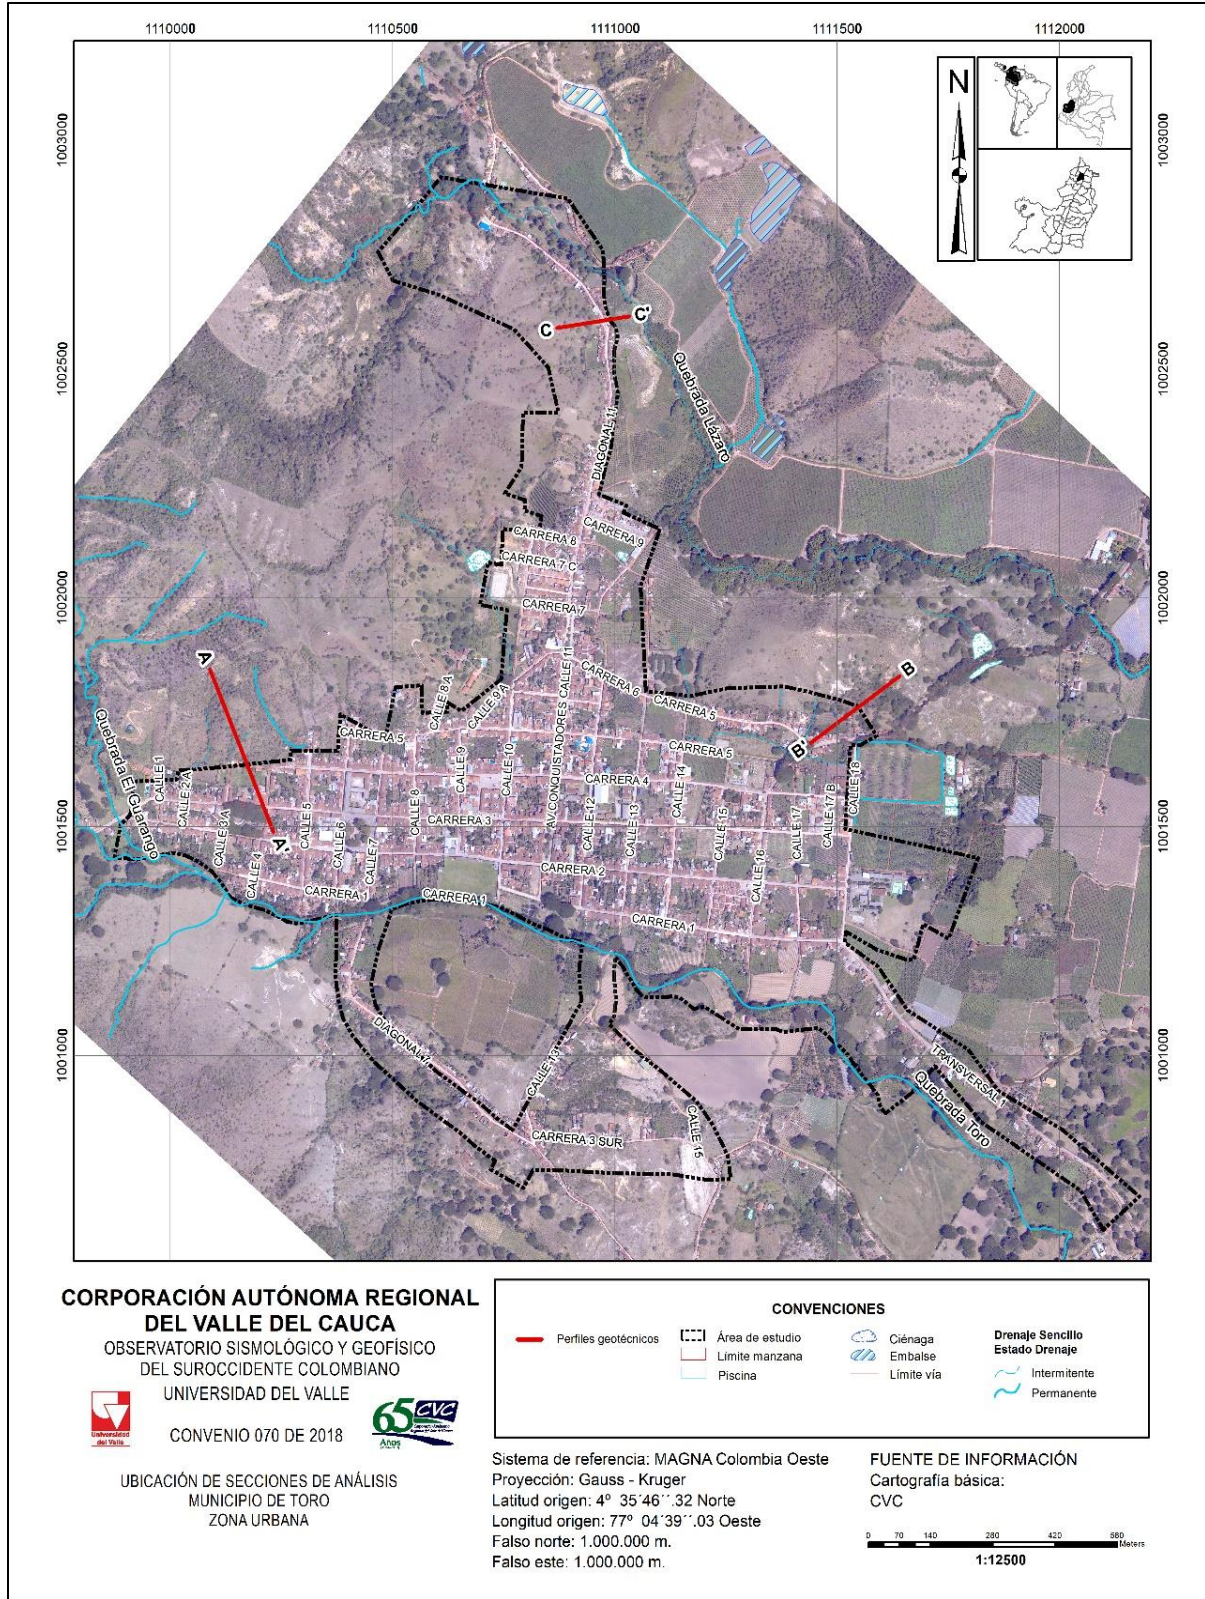 1110000
1110500
1111000
1111500
1112000
N
1003000
1003000
C
C'
1002500
1002500
Quebrada Lázaro
DIAGONAL 11
CARRERA 9
CARRERA 8
CARRERA 7 C
CARRERA 7
1002000
1002000
A
B
CARRERA 6
CALLE 11
AV. CONQUISTADORES
CALLE 8 A
CALLE 9 A
CARRERA 5
CARRERA 5
CARRERA 5
B'
Quebrada El Guarango
CALLE 1
CALLE 2 A
CALLE 3 A
CALLE 4
CALLE 5
CALLE 6
CALLE 7
CALLE 8
CALLE 9
CALLE 10
CARRERA 4
CALLE 12
CALLE 13
CALLE 14
CALLE 15
CALLE 16
CALLE 17
CALLE 17 B
CALLE 18
1001500
1001500
A'
CARRERA 3
CARRERA 2
CARRERA 1
CARRERA 1
CARRERA 1
1001000
1001000
DIAGONAL 7
CALLE 13
CARRERA 3 SUR
CALLE 15
TRANSVERSAL 1
Quebrada Toro
CORPORACIÓN AUTÓNOMA REGIONAL
DEL VALLE DEL CAUCA
OBSERVATORIO SISMOLÓGICO Y GEOFÍSICO
DEL SUROCCIDENTE COLOMBIANO
UNIVERSIDAD DEL VALLE
Universidad
del Valle
CONVENIO 070 DE 2018
65 CVC
Años
UBICACIÓN DE SECCIONES DE ANÁLISIS
MUNICIPIO DE TORO
ZONA URBANA
CONVENCIONES
Perfiles geotécnicos
Área de estudio
Límite manzana
Piscina
Ciénaga
Embalse
Límite vía
Drenaje Sencillo
Estado Drenaje
Intermitente
Permanente
Sistema de referencia: MAGNA Colombia Oeste
Proyección: Gauss - Kruger
Latitud origen: 4º 35´46´´.32 Norte
Longitud origen: 77º 04´39´´.03 Oeste
Falso norte: 1.000.000 m.
Falso este: 1.000.000 m.
FUENTE DE INFORMACIÓN
Cartografía básica:
CVC
0 70 140 280 420 560
Meters
1:12500